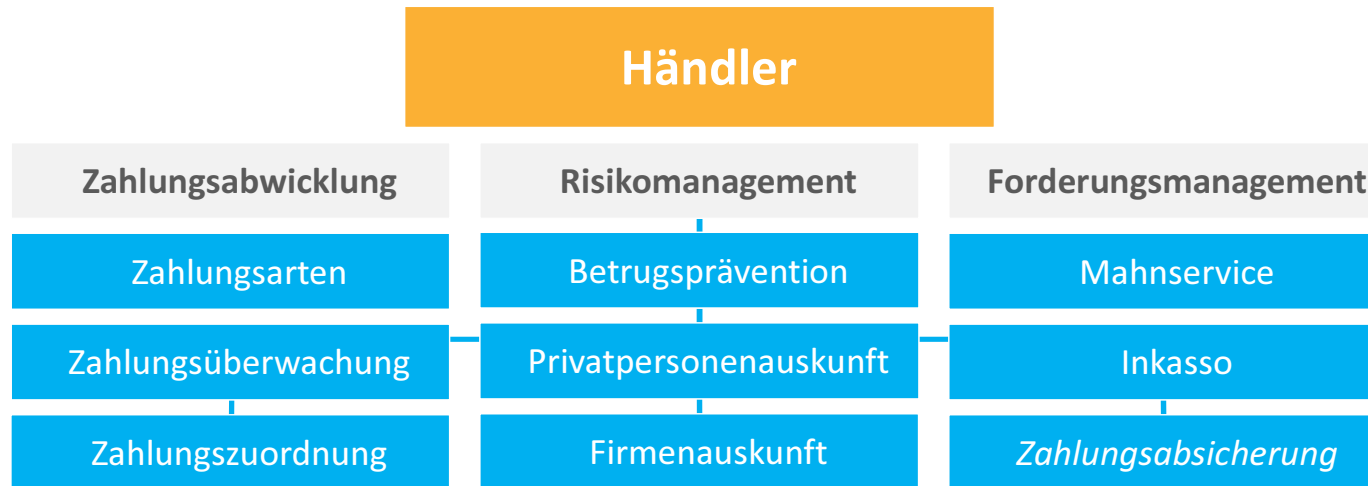 Händler
Zahlungsabwicklung
Risikomanagement
Forderungsmanagement
Zahlungsarten
Betrugsprävention
Mahnservice
Zahlungsüberwachung
Privatpersonenauskunft
Inkasso
Zahlungszuordnung
Firmenauskunft
Zahlungsabsicherung